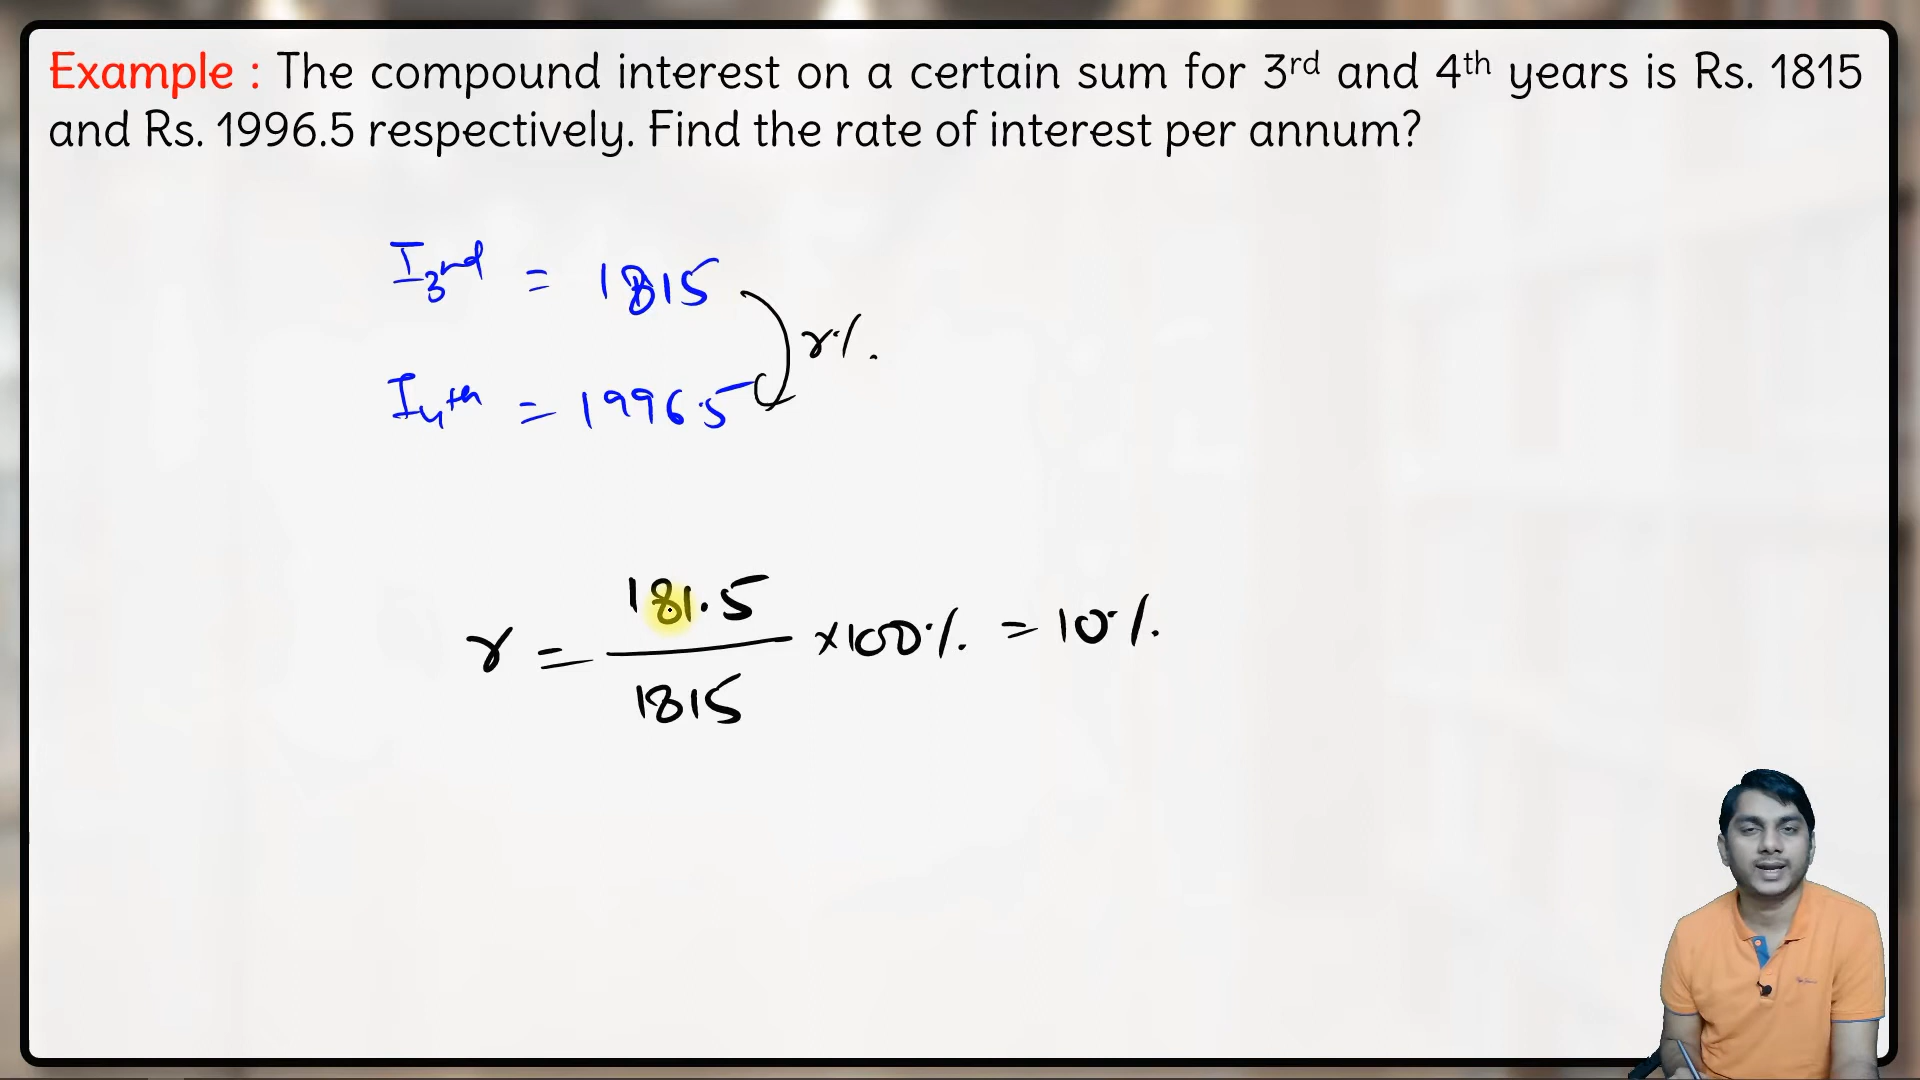 Example : The compound interest on a certain sum for 3rd and 4th years is Rs. 1815
and Rs. 1996.5 respectively. Find the rate of interest per annum?
I3rd = 1815
r%.
I4th = 1996.5
181.5
r = ×100% = 10%
1815